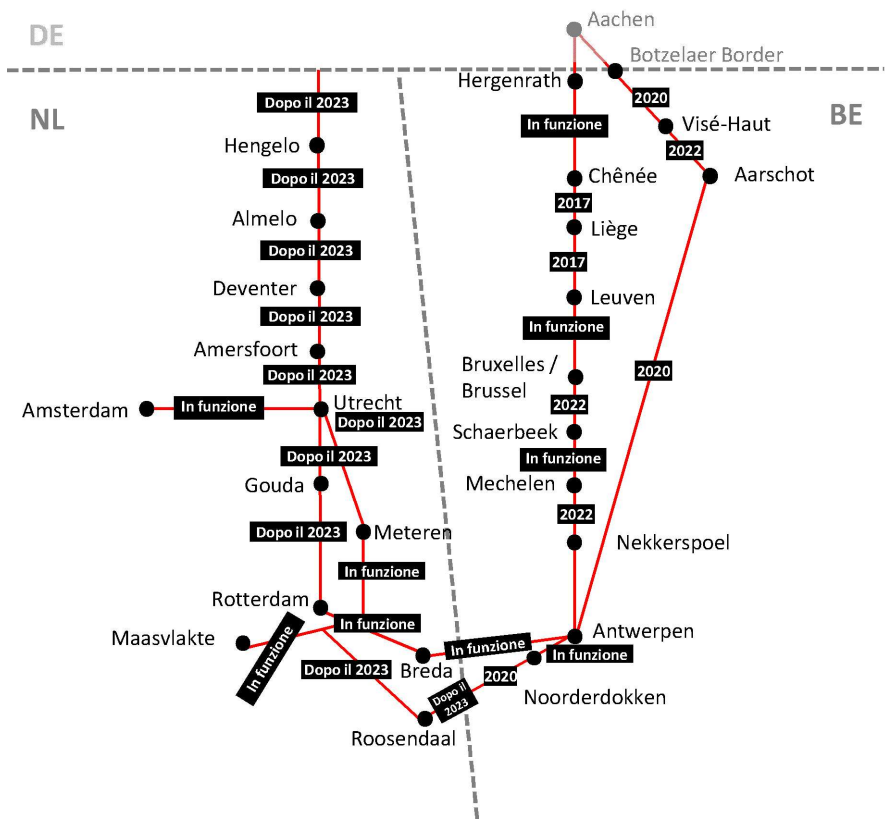 DE
Aachen
Botzelaer Border
Hergenrath
NL
BE
Dopo il 2023
2020
In funzione
Visé-Haut
Hengelo
2022
Dopo il 2023
Chênée
Aarschot
2017
Almelo
Liège
Dopo il 2023
2017
Deventer
Leuven
Dopo il 2023
In funzione
Amersfoort
Bruxelles /
Brussel
Dopo il 2023
2020
Amsterdam
In funzione
Utrecht
2022
Dopo il 2023
Schaerbeek
Dopo il 2023
In funzione
Gouda
Mechelen
2022
Dopo il 2023
Meteren
Nekkerspoel
In funzione
Rotterdam
In funzione
Maasvlakte
In funzione
Antwerpen
In funzione
In funzione
Breda
Dopo il 2023
2020
Noorderdokken
Dopo il
2023
Roosendaal